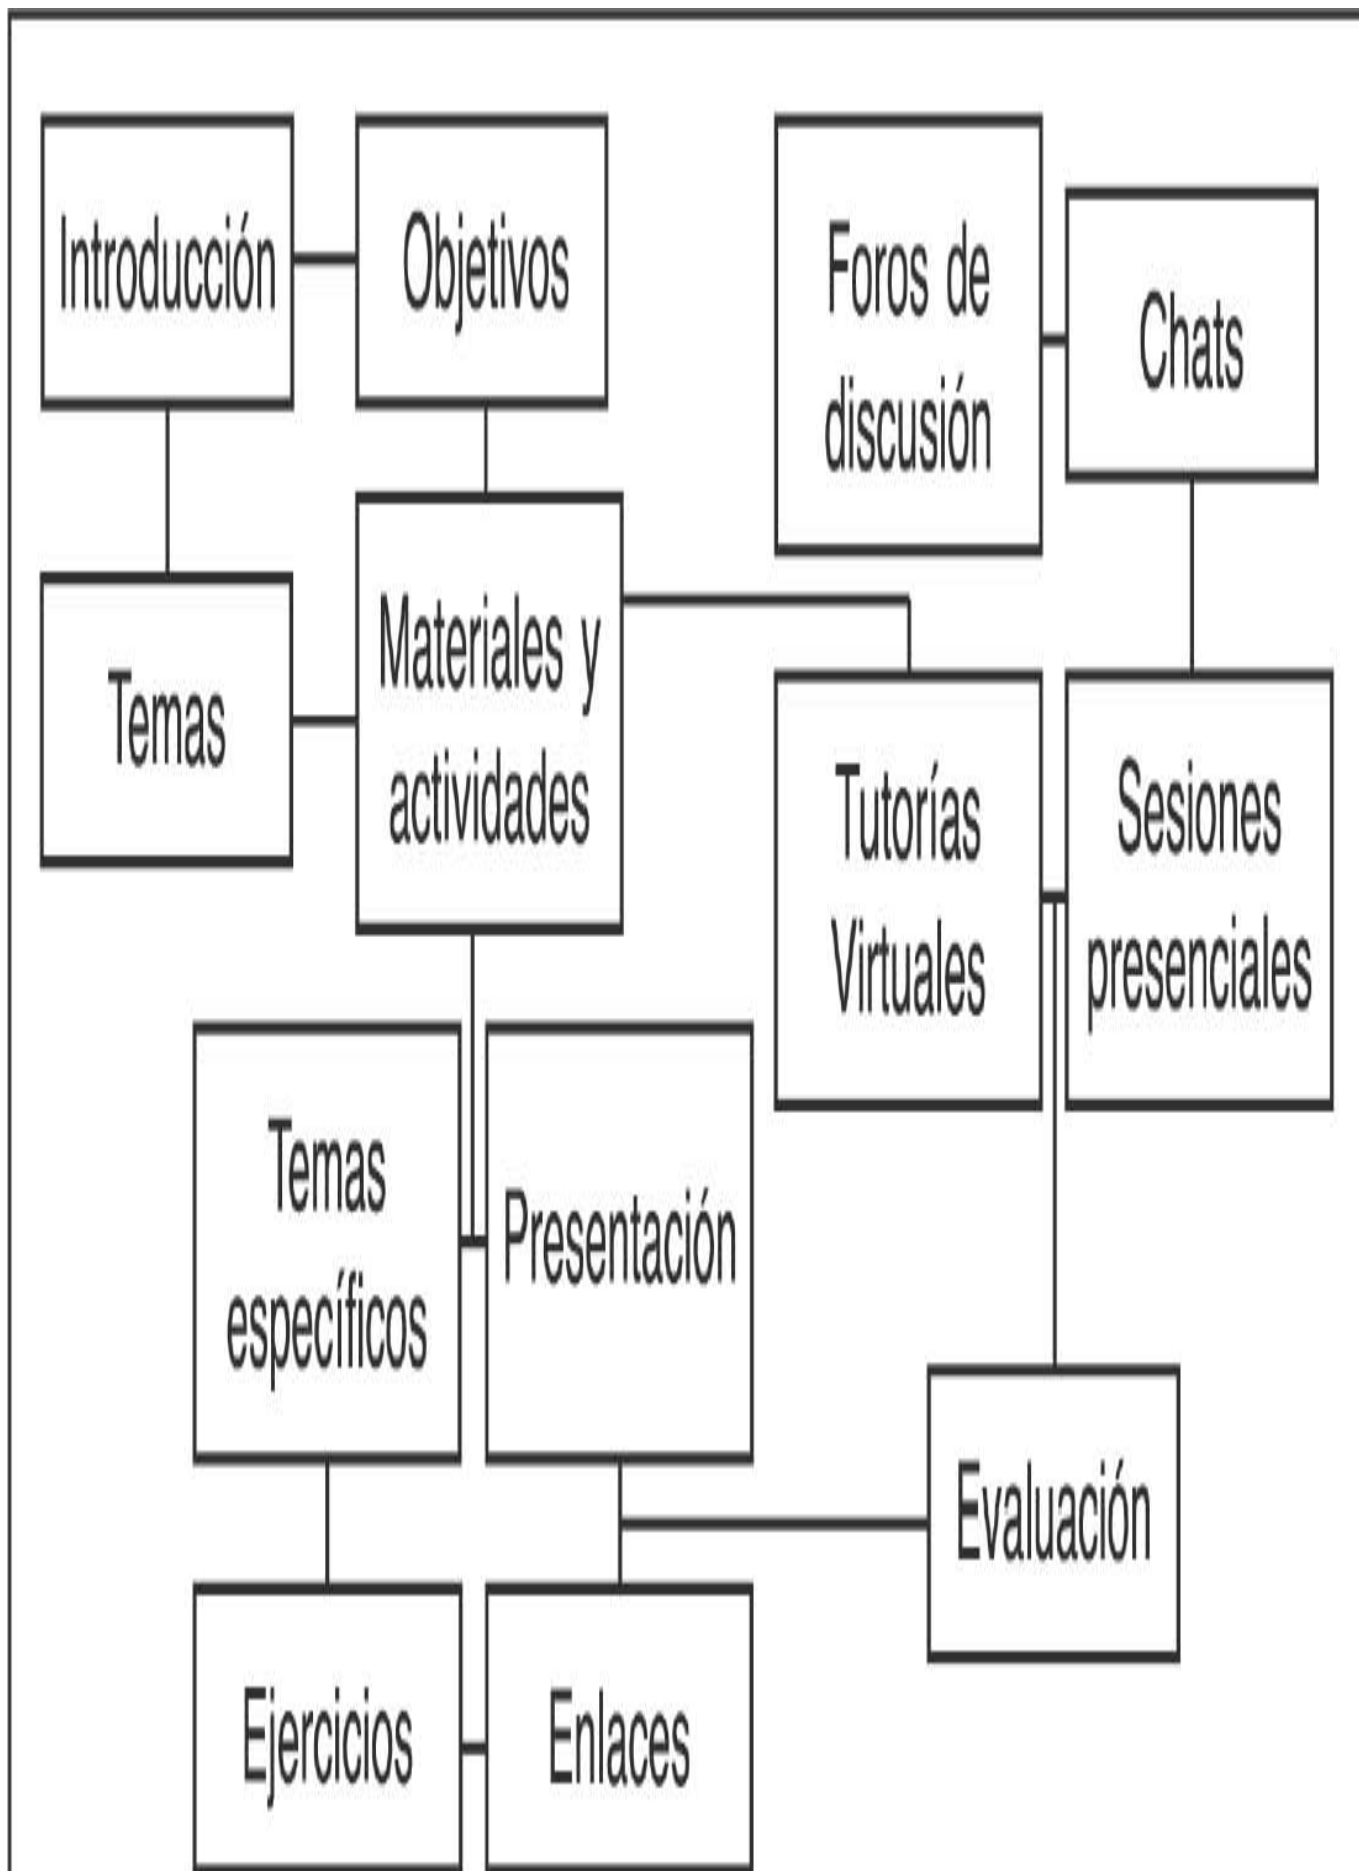 Introducción
Objetivos
Foros de
discusión
Chats
Temas
Materiales y
actividades
Tutorías
Virtuales
Sesiones
presenciales
Temas
específicos
Presentación
Evaluación
Ejercicios
Enlaces